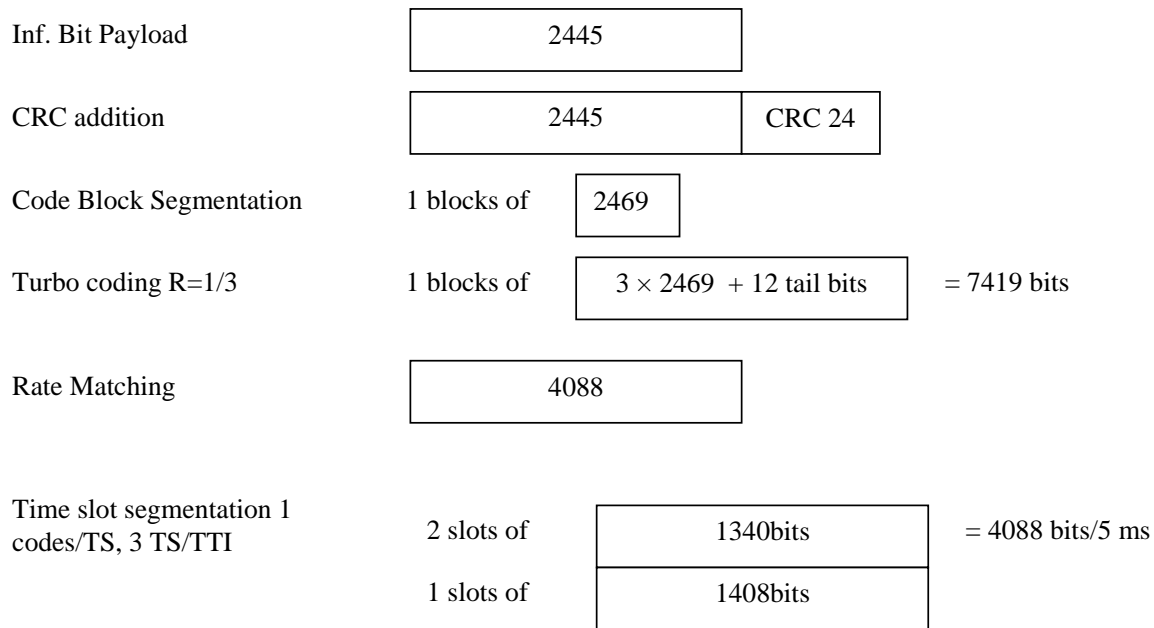 Inf. Bit Payload 2445
CRC addition 2445 CRC 24
Code Block Segmentation 1 blocks of 2469
Turbo coding R=1/3 1 blocks of 3 × 2469 + 12 tail bits = 7419 bits
Rate Matching 4088
Time slot segmentation 1
codes/TS, 3 TS/TTI 2 slots of 1340bits = 4088 bits/5 ms
1 slots of 1408bits